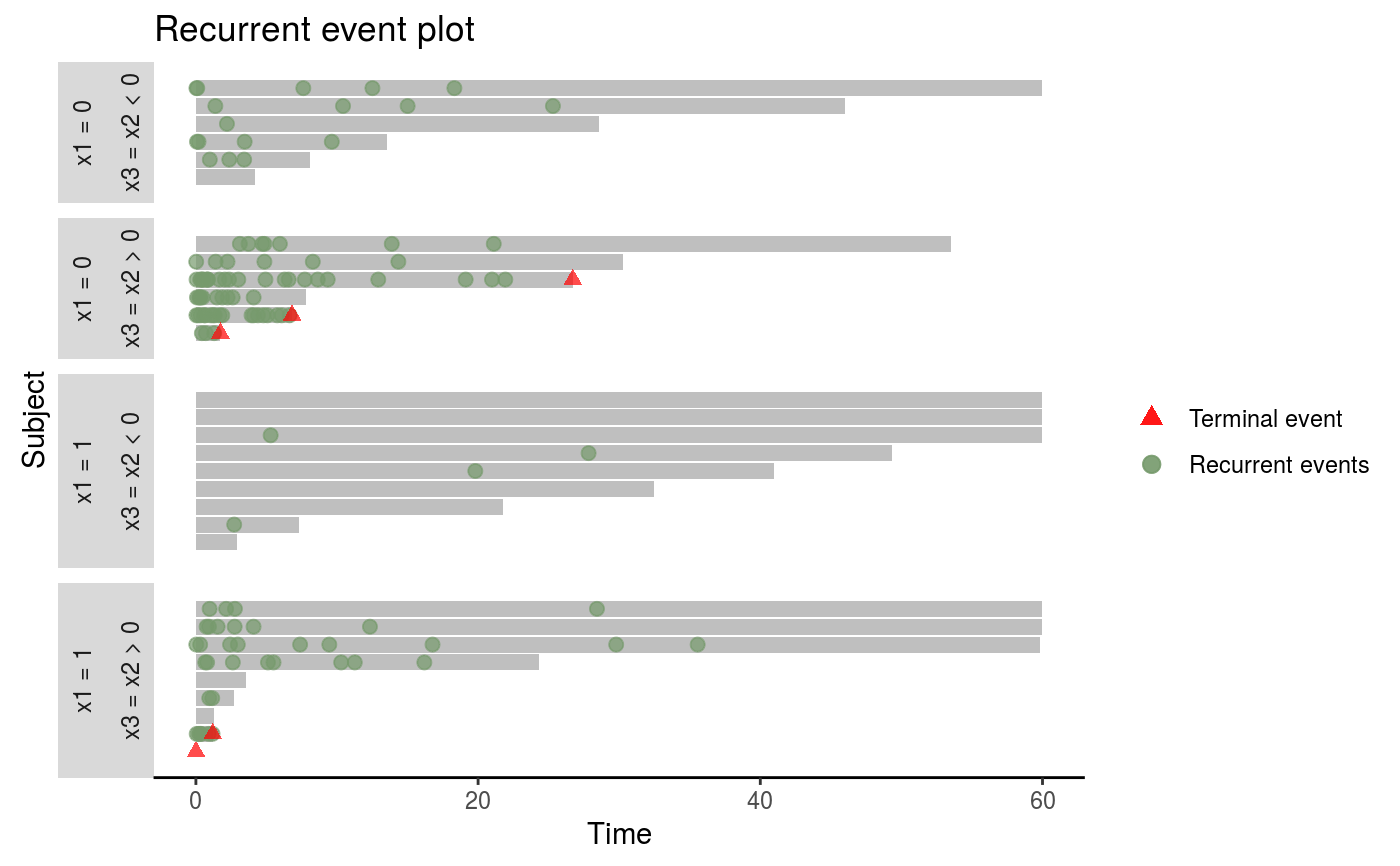 Recurrent event plot
Subject
x1 = 0
x3 = x2 < 0
x1 = 0
x3 = x2 > 0
x1 = 1
x3 = x2 < 0
x1 = 1
x3 = x2 > 0
Terminal event
Recurrent events
0 20 40 60
Time